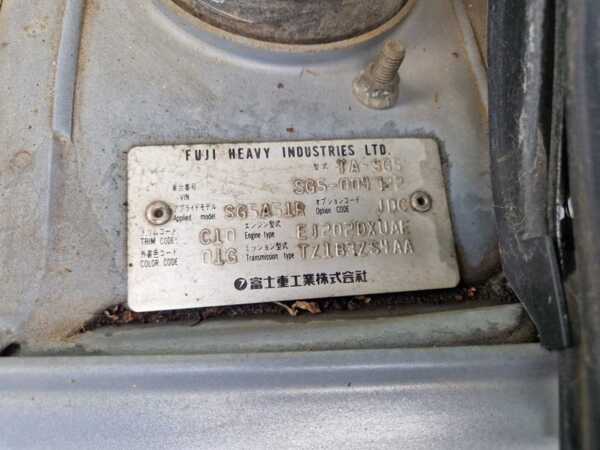 FUJI HEAVY INDUSTRIES LTD.
型式 TA-SG5
車台番号 VIN
アプライドモデル Applied model SG5A51R オプションコード Option CODE JDC
トリムコード TRIM CODE C10 エンジン型式 Engine type EJ202DXUAE
外装色コード COLOR CODE 01G ミッション型式 Transmission type TZ1B3ZS4AA
富士重工業株式会社